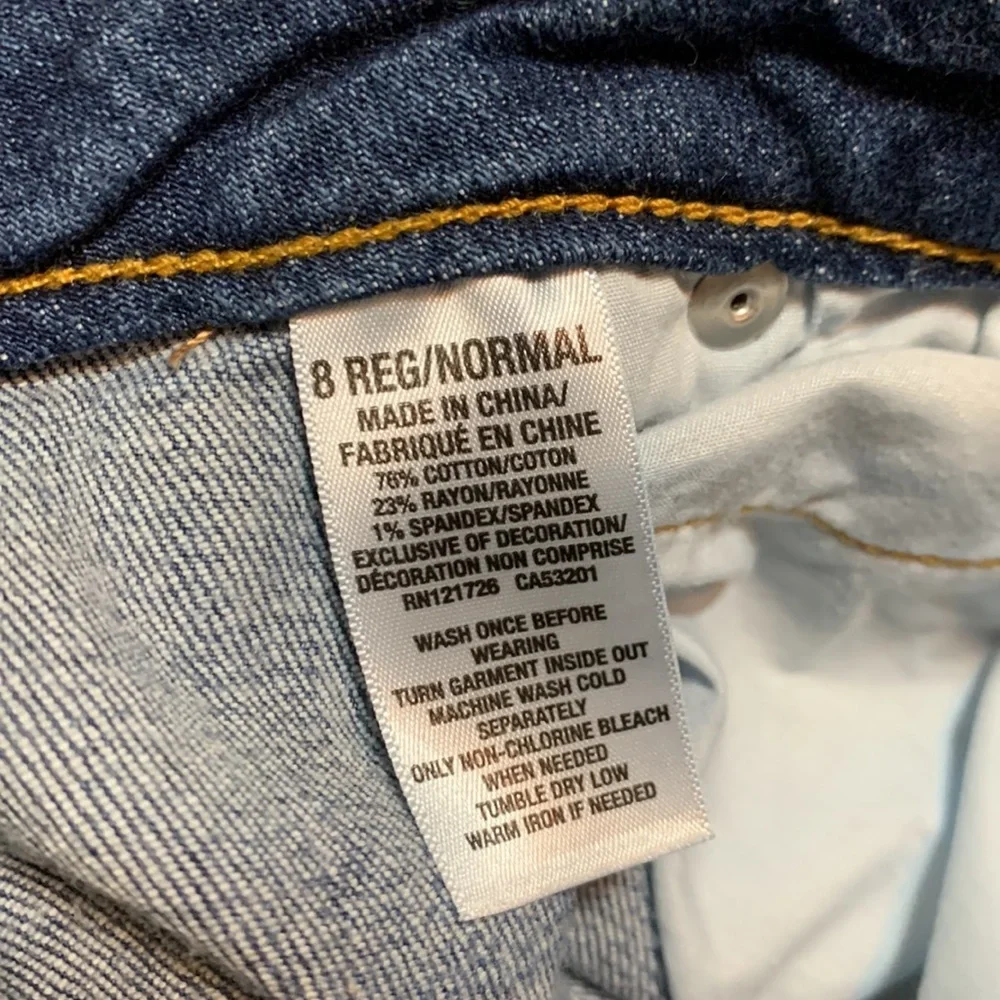 8 REG/NORMAL
MADE IN CHINA/
FABRIQUÉ EN CHINE
76% COTTON/COTON
23% RAYON/RAYONNE
1% SPANDEX/SPANDEX
EXCLUSIVE OF DECORATION/
DÉCORATION NON COMPRISE
RN121726 CA53201
WASH ONCE BEFORE
WEARING
TURN GARMENT INSIDE OUT
MACHINE WASH COLD
SEPARATELY
ONLY NON-CHLORINE BLEACH
WHEN NEEDED
TUMBLE DRY LOW
WARM IRON IF NEEDED